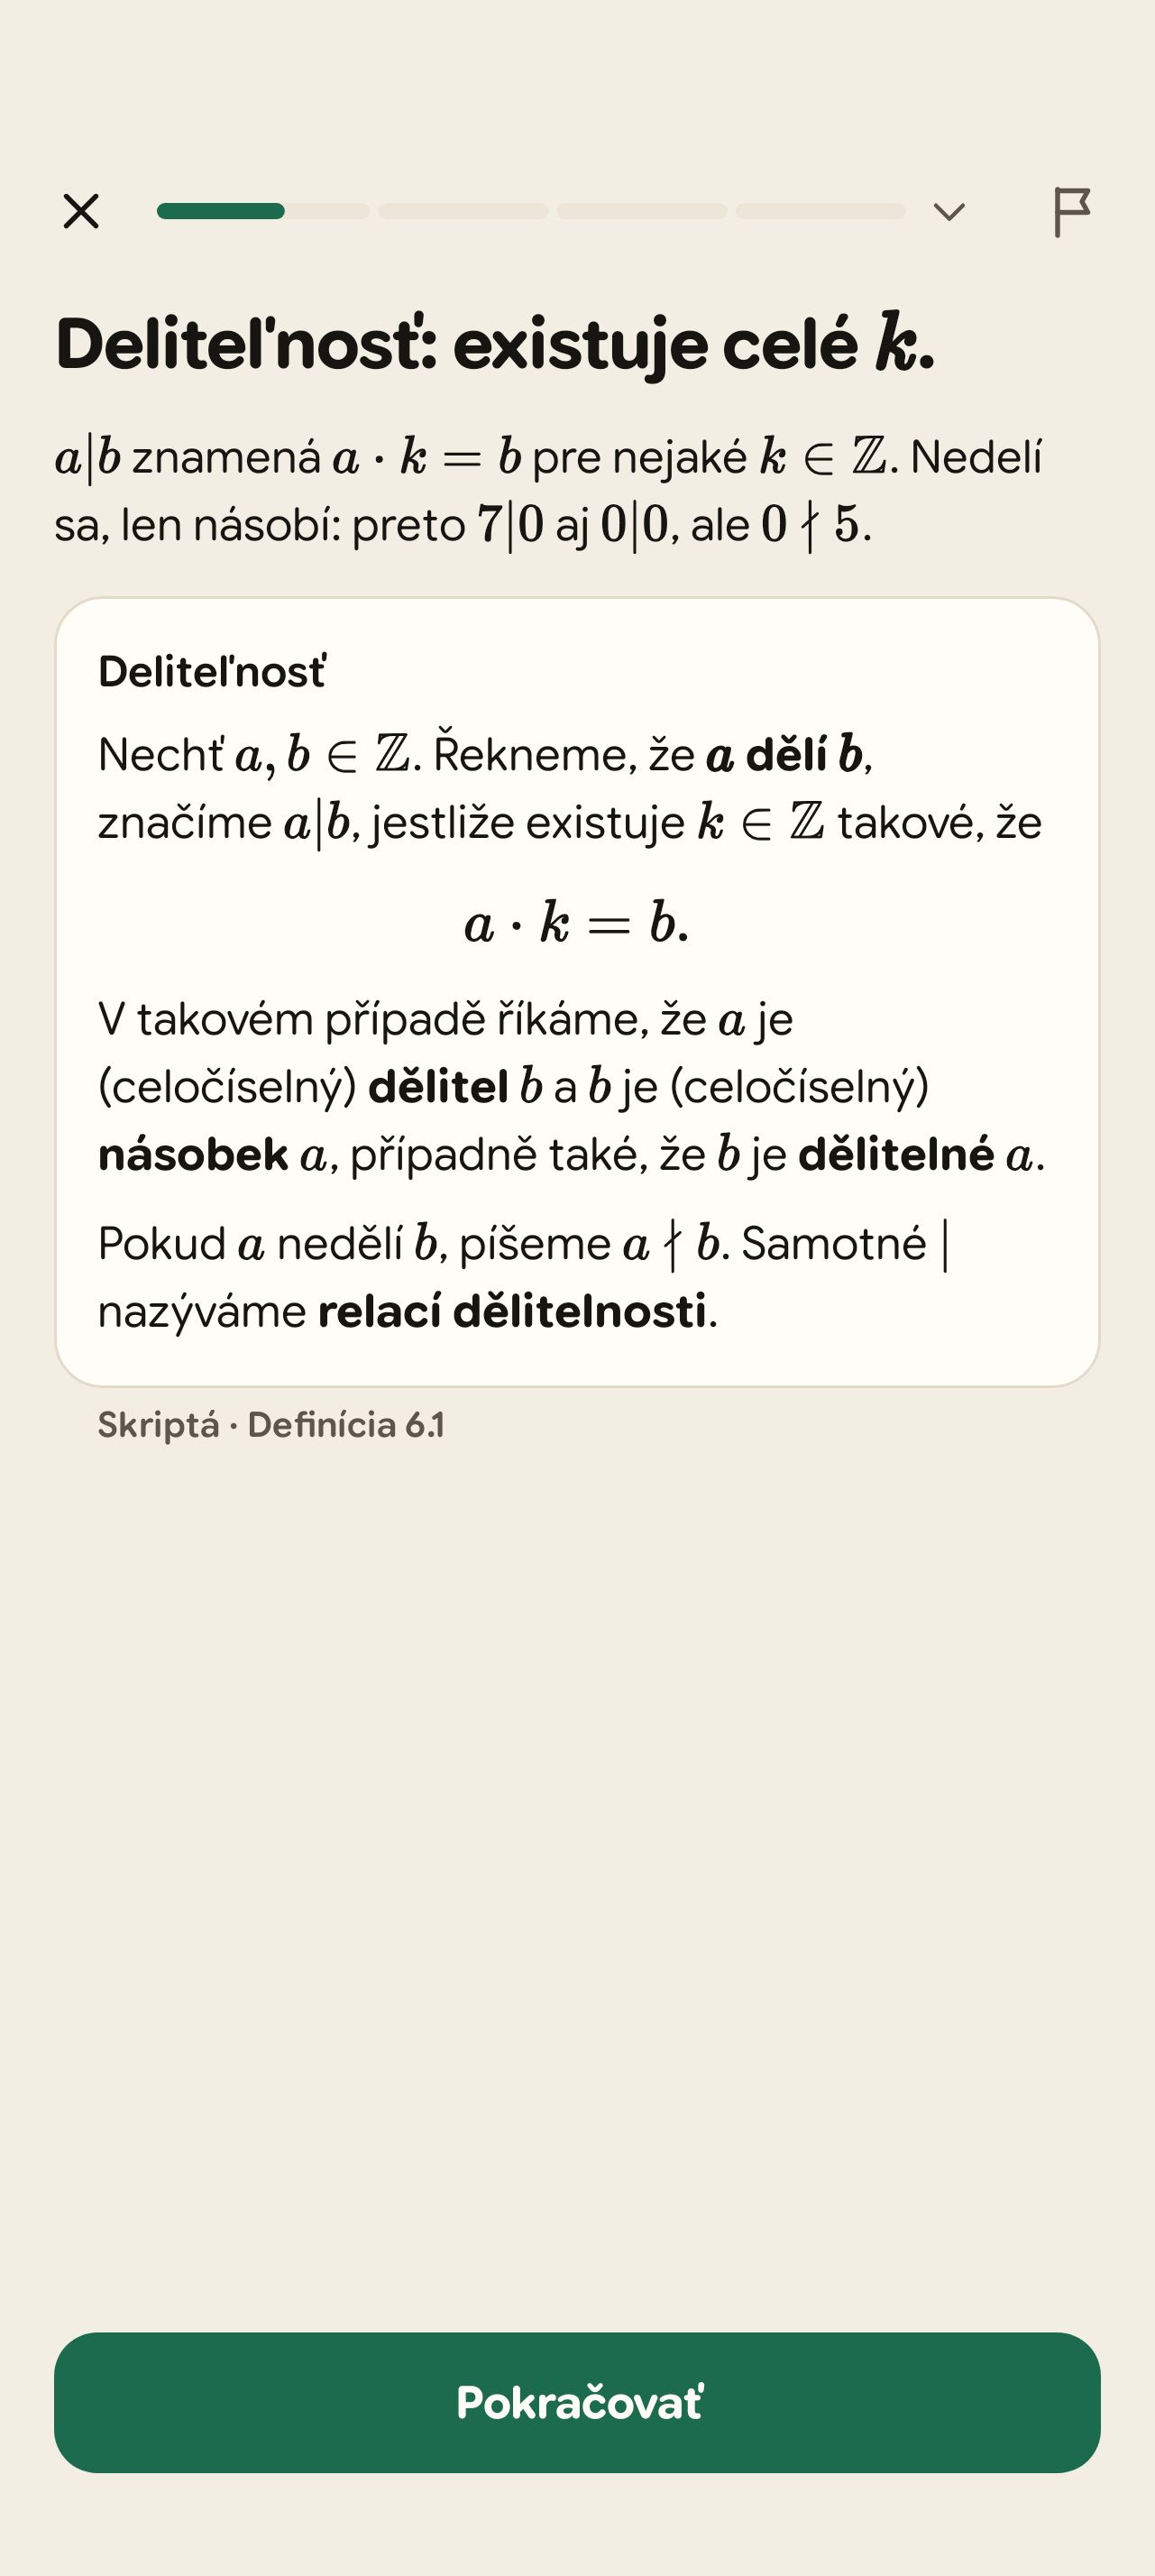 Deliteľnosť: existuje celé k.
a|b znamená a · k = b pre nejaké k ∈ ℤ. Nedelí
sa, len násobí: preto 7|0 aj 0|0, ale 0 ∤ 5.
Deliteľnosť
Nechť a, b ∈ ℤ. Řekneme, že a dělí b,
značíme a|b, jestliže existuje k ∈ ℤ takové, že
a · k = b.
V takovém případě říkáme, že a je
(celočíselný) dělitel b a b je (celočíselný)
násobek a, případně také, že b je dělitelné a.
Pokud a nedělí b, píšeme a ∤ b. Samotné |
nazýváme relací dělitelnosti.
Skriptá · Definícia 6.1
Pokračovať